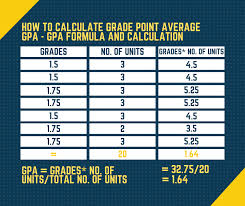 HOW TO CALCULATE GRADE POINT AVERAGE
GPA - GPA FORMULA AND CALCULATION
GRADES NO. OF UNITS GRADES* NO. OF UNITS
1.5 3 4.5
1.5 3 4.5
1.75 3 5.25
1.75 3 5.25
1.5 3 4.5
1.75 2 3.5
1.75 3 5.25
= 20 1.64
GPA = GRADES* NO. OF = 32.75/20
UNITS/TOTAL NO. OF UNITS = 1.64